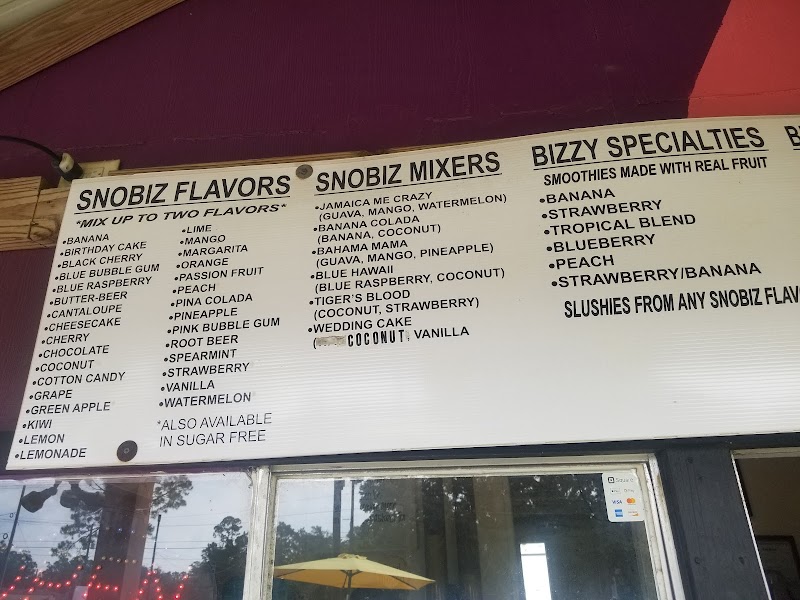 SNOBIZ FLAVORS
*MIX UP TO TWO FLAVORS*
•BANANA
•BIRTHDAY CAKE
•BLACK CHERRY
•BLUE BUBBLE GUM
•BLUE RASPBERRY
•BUTTER-BEER
•CANTALOUPE
•CHEESECAKE
•CHERRY
•CHOCOLATE
•COCONUT
•COTTON CANDY
•GRAPE
•GREEN APPLE
•KIWI
•LEMON
•LEMONADE
•LIME
•MANGO
•MARGARITA
•ORANGE
•PASSION FRUIT
•PEACH
•PINA COLADA
•PINEAPPLE
•PINK BUBBLE GUM
•ROOT BEER
•SPEARMINT
•STRAWBERRY*
•VANILLA
•WATERMELON*
*ALSO AVAILABLE
IN SUGAR FREE
SNOBIZ MIXERS
•JAMAICA ME CRAZY
(GUAVA, MANGO, WATERMELON)
•BANANA COLADA
(BANANA, COCONUT)
•BAHAMA MAMA
(GUAVA, MANGO, PINEAPPLE)
•BLUE HAWAII
(BLUE RASPBERRY, COCONUT)
•TIGER'S BLOOD
(COCONUT, STRAWBERRY)
•WEDDING CAKE
(COCONUT, VANILLA
BIZZY SPECIALTIES
SMOOTHIES MADE WITH REAL FRUIT
•BANANA
•STRAWBERRY
•TROPICAL BLEND
•BLUEBERRY
•PEACH
•STRAWBERRY/BANANA
SLUSHIES FROM ANY SNOBIZ FLAV
B
VISA